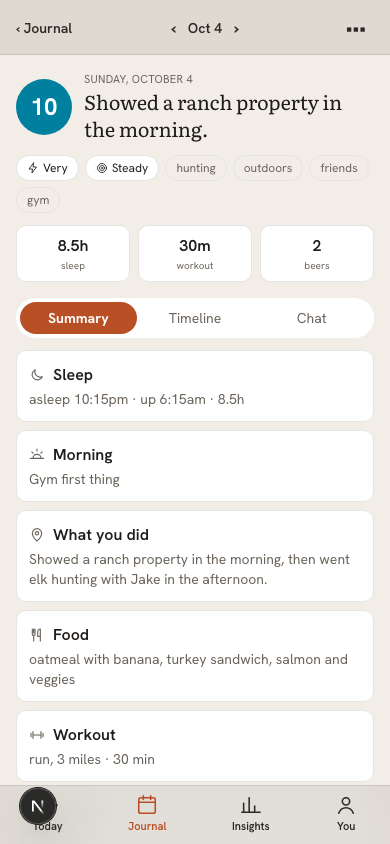 ‹ Journal
‹ Oct 4 ›
SUNDAY, OCTOBER 4
10
Showed a ranch property in
the morning.
Very
Steady
hunting
outdoors
friends
gym
8.5h
30m
2
sleep
workout
beers
Summary
Timeline
Chat
Sleep
asleep 10:15pm · up 6:15am · 8.5h
Morning
Gym first thing
What you did
Showed a ranch property in the morning, then went
elk hunting with Jake in the afternoon.
Food
oatmeal with banana, turkey sandwich, salmon and
veggies
Workout
run, 3 miles · 30 min
N
Today
Journal
Insights
You